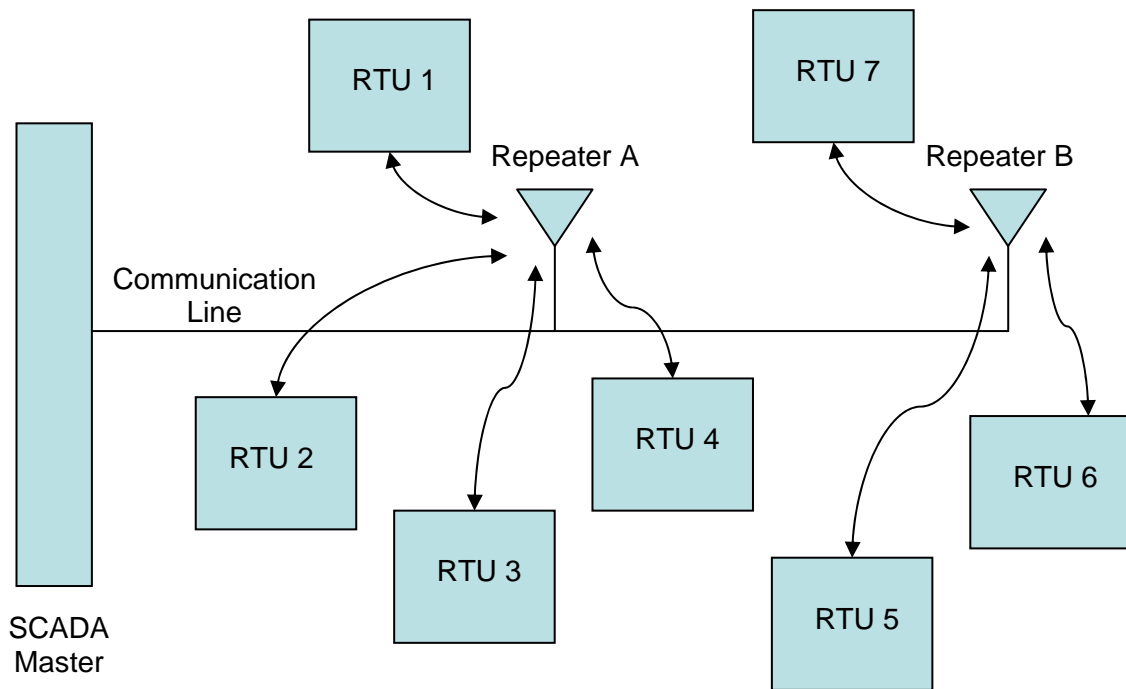 RTU 1
RTU 7
Repeater A
Repeater B
Communication
Line
RTU 2
RTU 4
RTU 6
RTU 3
RTU 5
SCADA
Master